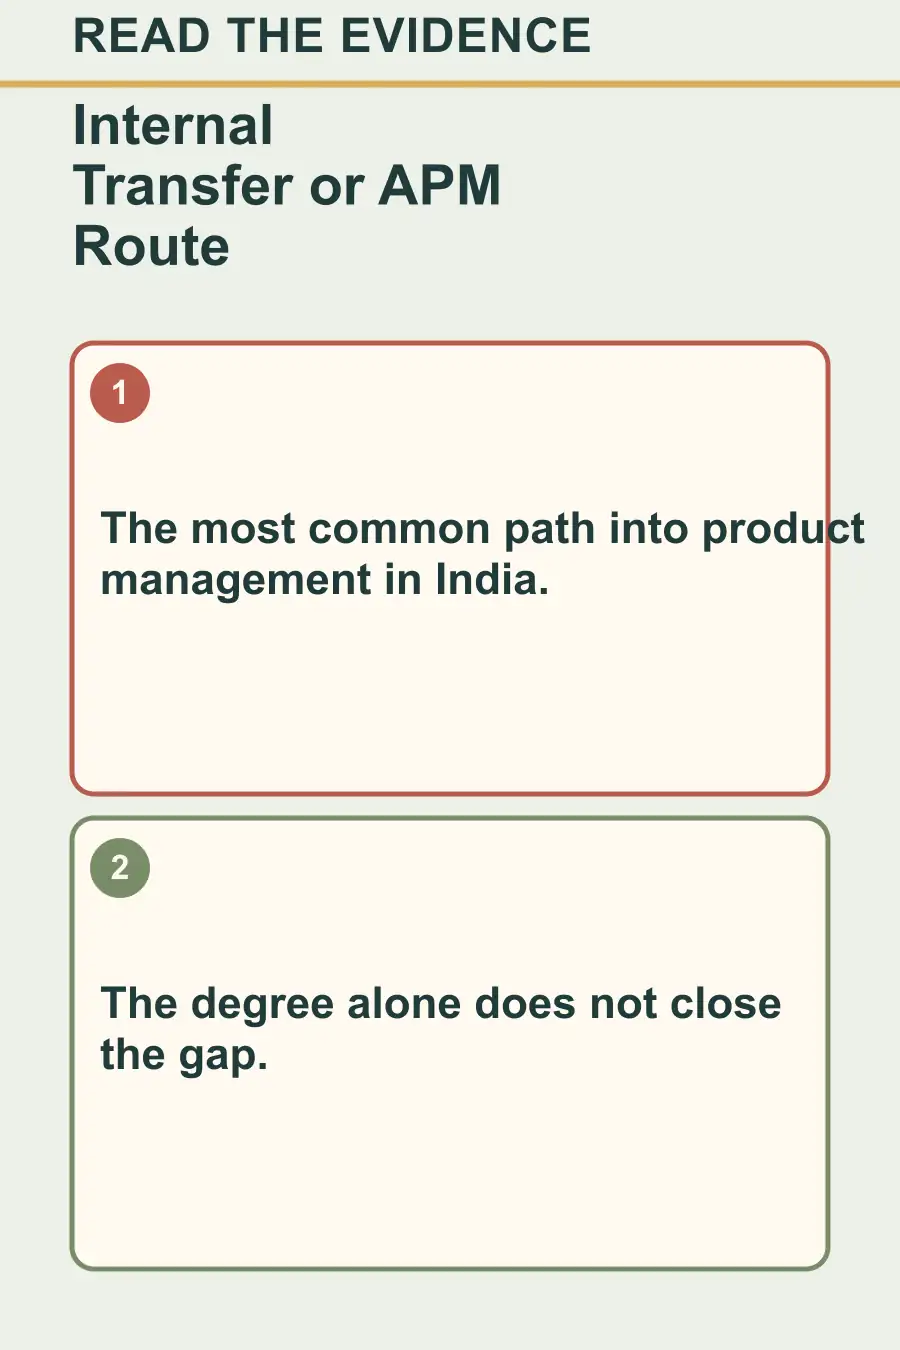 READ THE EVIDENCE
Internal
Transfer or APM
Route
1
The most common path into product
management in India.
2
The degree alone does not close
the gap.